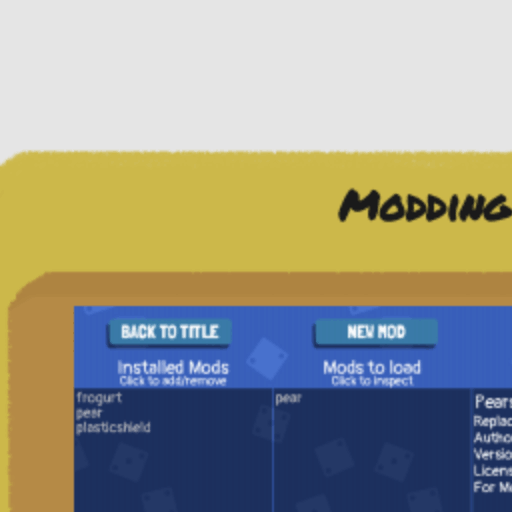 Modding
BACK TO TITLE
NEW MOD
Installed Mods
Click to add/remove
Mods to load
Click to inspect
frogurt
pear
plasticshield
pear
Pears
Replac
Autho
Versio
Licens
For Mo